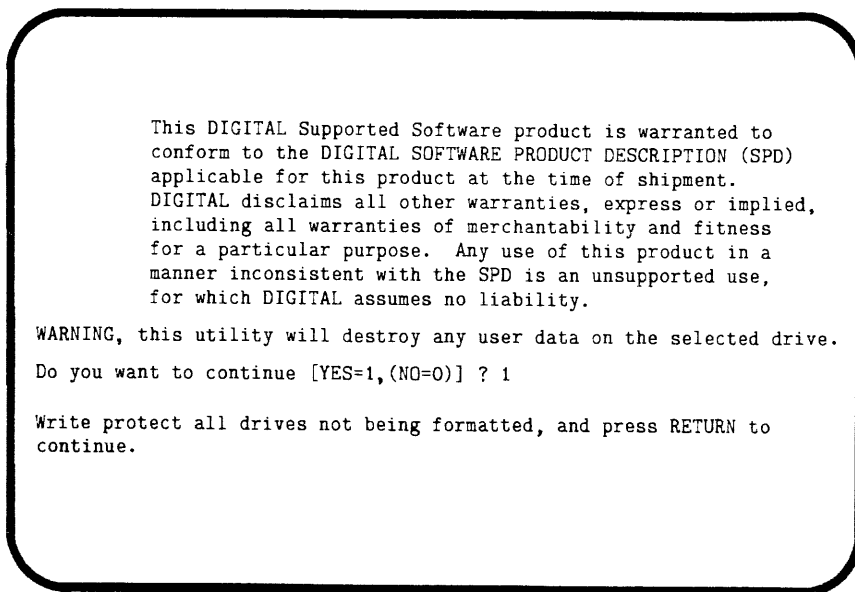 This DIGITAL Supported Software product is warranted to
conform to the DIGITAL SOFTWARE PRODUCT DESCRIPTION (SPD)
applicable for this product at the time of shipment.
DIGITAL disclaims all other warranties, express or implied,
including all warranties of merchantability and fitness
for a particular purpose.  Any use of this product in a
manner inconsistent with the SPD is an unsupported use,
for which DIGITAL assumes no liability.
WARNING, this utility will destroy any user data on the selected drive.
Do you want to continue [YES=1,(NO=0)] ? 1
Write protect all drives not being formatted, and press RETURN to
continue.